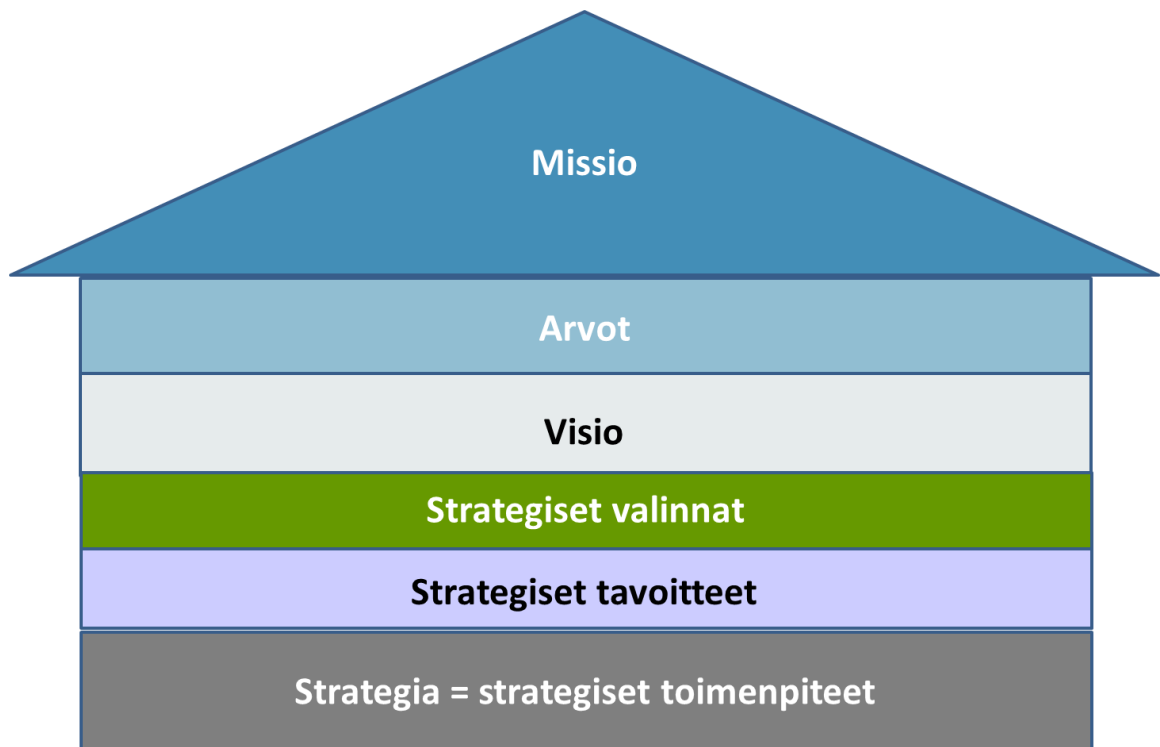 Missio
Arvot
Visio
Strategiset valinnat
Strategiset tavoitteet
Strategia = strategiset toimenpiteet